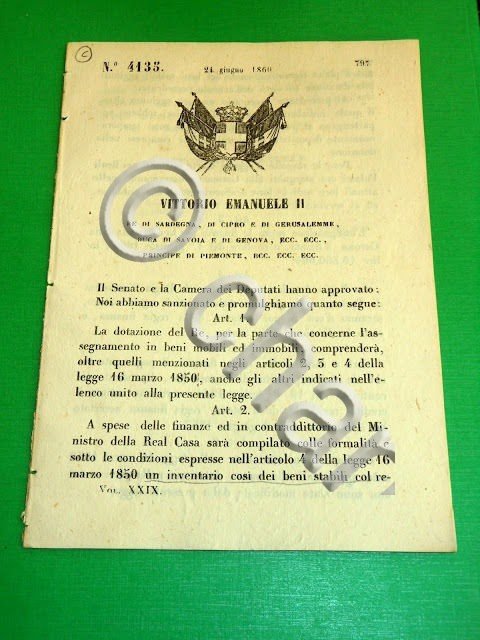 C
N.° 4135.
24 giugno 1860
797
VITTORIO EMANUELE II
RE DI SARDEGNA, DI CIPRO E DI GERUSALEMME,
DUCA DI SAVOIA E DI GENOVA, ECC. ECC.,
PRINCIPE DI PIEMONTE, ECC. ECC. ECC.
Il Senato e la Camera dei Deputati hanno approvato;
Noi abbiamo sanzionato e promulghiamo quanto segue:
Art. 1.
La dotazione del Re, per la parte che concerne l'as-
segnamento in beni mobili ed immobili, comprenderà,
oltre quelli menzionati negli articoli 2, 3 e 4 della
legge 16 marzo 1850, anche gli altri indicati nell'e-
lenco unito alla presente legge.
Art. 2.
A spese delle finanze ed in contraddittorio del Mi-
nistro della Real Casa sarà compilato colle formalità e
sotto le condizioni espresse nell'articolo 4 della legge 16
marzo 1850 un inventario così dei beni stabili col re-
Vol. XXIX.